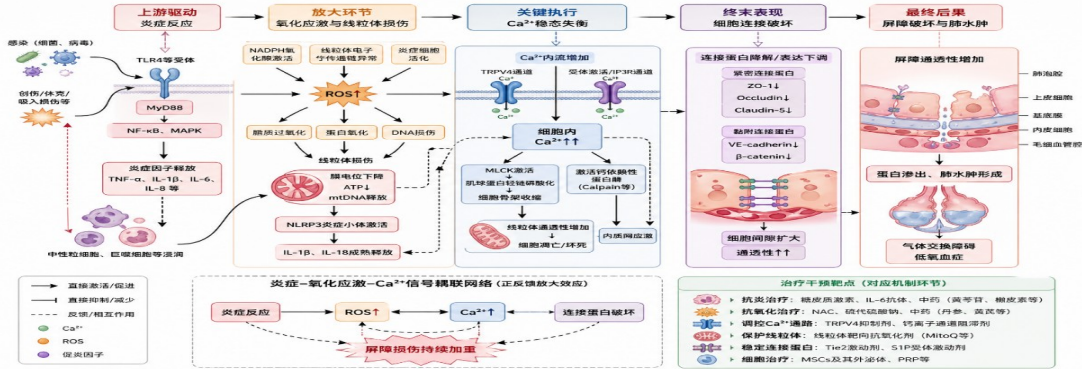 上游驱动
炎症反应
放大环节
氧化应激与线粒体损伤
关键执行
Ca²⁺稳态失衡
终末表现
细胞连接破坏
最终后果
屏障破坏与肺水肿
感染（细菌、病毒）
TLR4等受体
创伤/休克/
吸入损伤等
MyD88
NF-κB、MAPK
炎症因子释放
TNF-α、IL-1β、IL-6、
IL-8 等
中性粒细胞、巨噬细胞等浸润
NADPH氧
化酶激活
线粒体电子
传递链异常
炎症细胞
活化
ROS↑
脂质过氧化
蛋白氧化
DNA损伤
线粒体损伤
膜电位下降
ATP↓
mtDNA释放
NLRP3炎症小体激活
IL-1β、IL-18成熟释放
Ca²⁺内流增加
TRPV4通道
Ca²⁺
受体激活/IP3R通道
Ca²⁺
Ca²⁺
Ca²⁺
细胞内
Ca²⁺↑↑
MLCK激活
肌球蛋白轻链磷酸化
细胞骨架收缩
激活钙依赖性
蛋白酶
(Calpain等)
线粒体通透性增加
细胞凋亡/坏死
内质网应激
连接蛋白降解/表达下调
紧密连接蛋白
ZO-1↓
Occludin↓
Claudin-5↓
黏附连接蛋白
VE-cadherin↓
β-catenin↓
细胞间隙扩大
通透性↑↑
屏障通透性增加
肺泡腔
上皮细胞
基底膜
内皮细胞
毛细血管腔
蛋白渗出、肺水肿形成
气体交换障碍
低氧血症
直接激活/促进
直接抑制/减少
反馈/相互作用
Ca²⁺
ROS
促炎因子
炎症–氧化应激–Ca²⁺信号耦联网络（正反馈放大效应）
炎症反应
ROS↑
Ca²⁺↑
连接蛋白破坏
屏障损伤持续加重
治疗干预靶点（对应机制环节）
抗炎治疗：糖皮质激素、IL-6抗体、中药（黄芩苷、槲皮素等）
抗氧化治疗：NAC、硫代硫酸钠、中药（丹参、黄芪等）
调控Ca²⁺通路：TRPV4抑制剂、钙离子通道阻滞剂
保护线粒体：线粒体靶向抗氧化剂（MitoQ等）
稳定连接蛋白：Tie2激动剂、S1P受体激动剂
细胞治疗：MSCs及其外泌体、PRP等